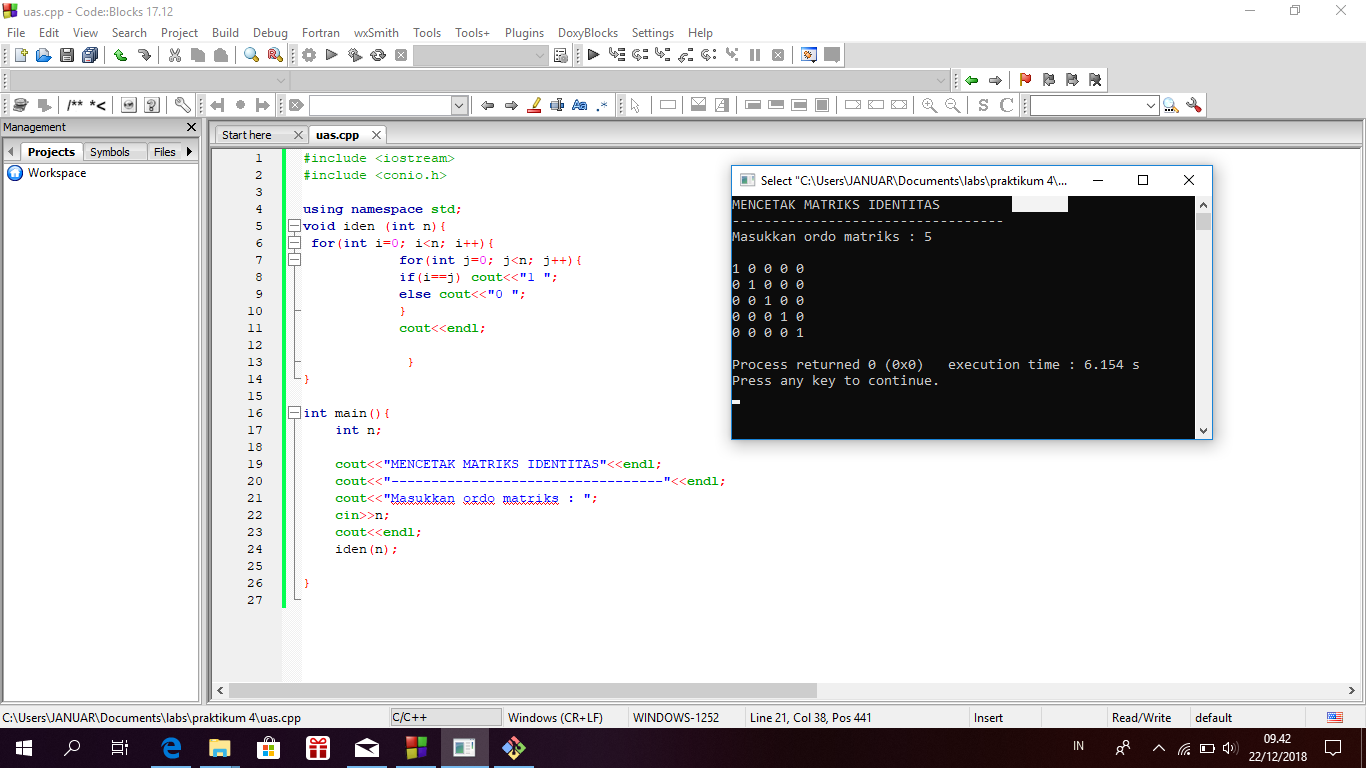 uas.cpp - Code::Blocks 17.12
File Edit View Search Project Build Debug Fortran wxSmith Tools Tools+ Plugins DoxyBlocks Settings Help
/** *<
Aa .*
S C
Management
Projects Symbols Files
Workspace
Start here uas.cpp
1 #include <iostream>
2 #include <conio.h>
3
4 using namespace std;
5 void iden (int n){
6 for(int i=0; i<n; i++){
7 for(int j=0; j<n; j++){
8 if(i==j) cout<<"1 ";
9 else cout<<"0 ";
10 }
11 cout<<endl;
12
13 }
14 }
15
16 int main(){
17 int n;
18
19 cout<<"MENCETAK MATRIKS IDENTITAS"<<endl;
20 cout<<"----------------------------------"<<endl;
21 cout<<"Masukkan ordo matriks : ";
22 cin>>n;
23 cout<<endl;
24 iden(n);
25
26 }
27
Select "C:\Users\JANUAR\Documents\labs\praktikum 4\...
MENCETAK MATRIKS IDENTITAS
----------------------------------
Masukkan ordo matriks : 5
1 0 0 0 0
0 1 0 0 0
0 0 1 0 0
0 0 0 1 0
0 0 0 0 1
Process returned 0 (0x0) execution time : 6.154 s
Press any key to continue.
C:\Users\JANUAR\Documents\labs\praktikum 4\uas.cpp C/C++ Windows (CR+LF) WINDOWS-1252 Line 21, Col 38, Pos 441 Insert Read/Write default
IN
09.42
22/12/2018